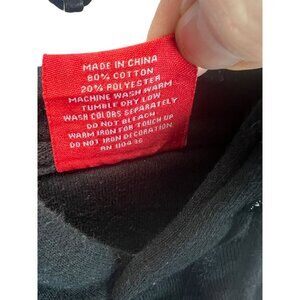 MADE IN CHINA
80% COTTON
20% POLYESTER
MACHINE WASH WARM
TUMBLE DRY LOW
WASH COLORS SEPARATELY
DO NOT BLEACH
WARM IRON FOR TOUCH UP
DO NOT IRON DECORATION
RN 110436